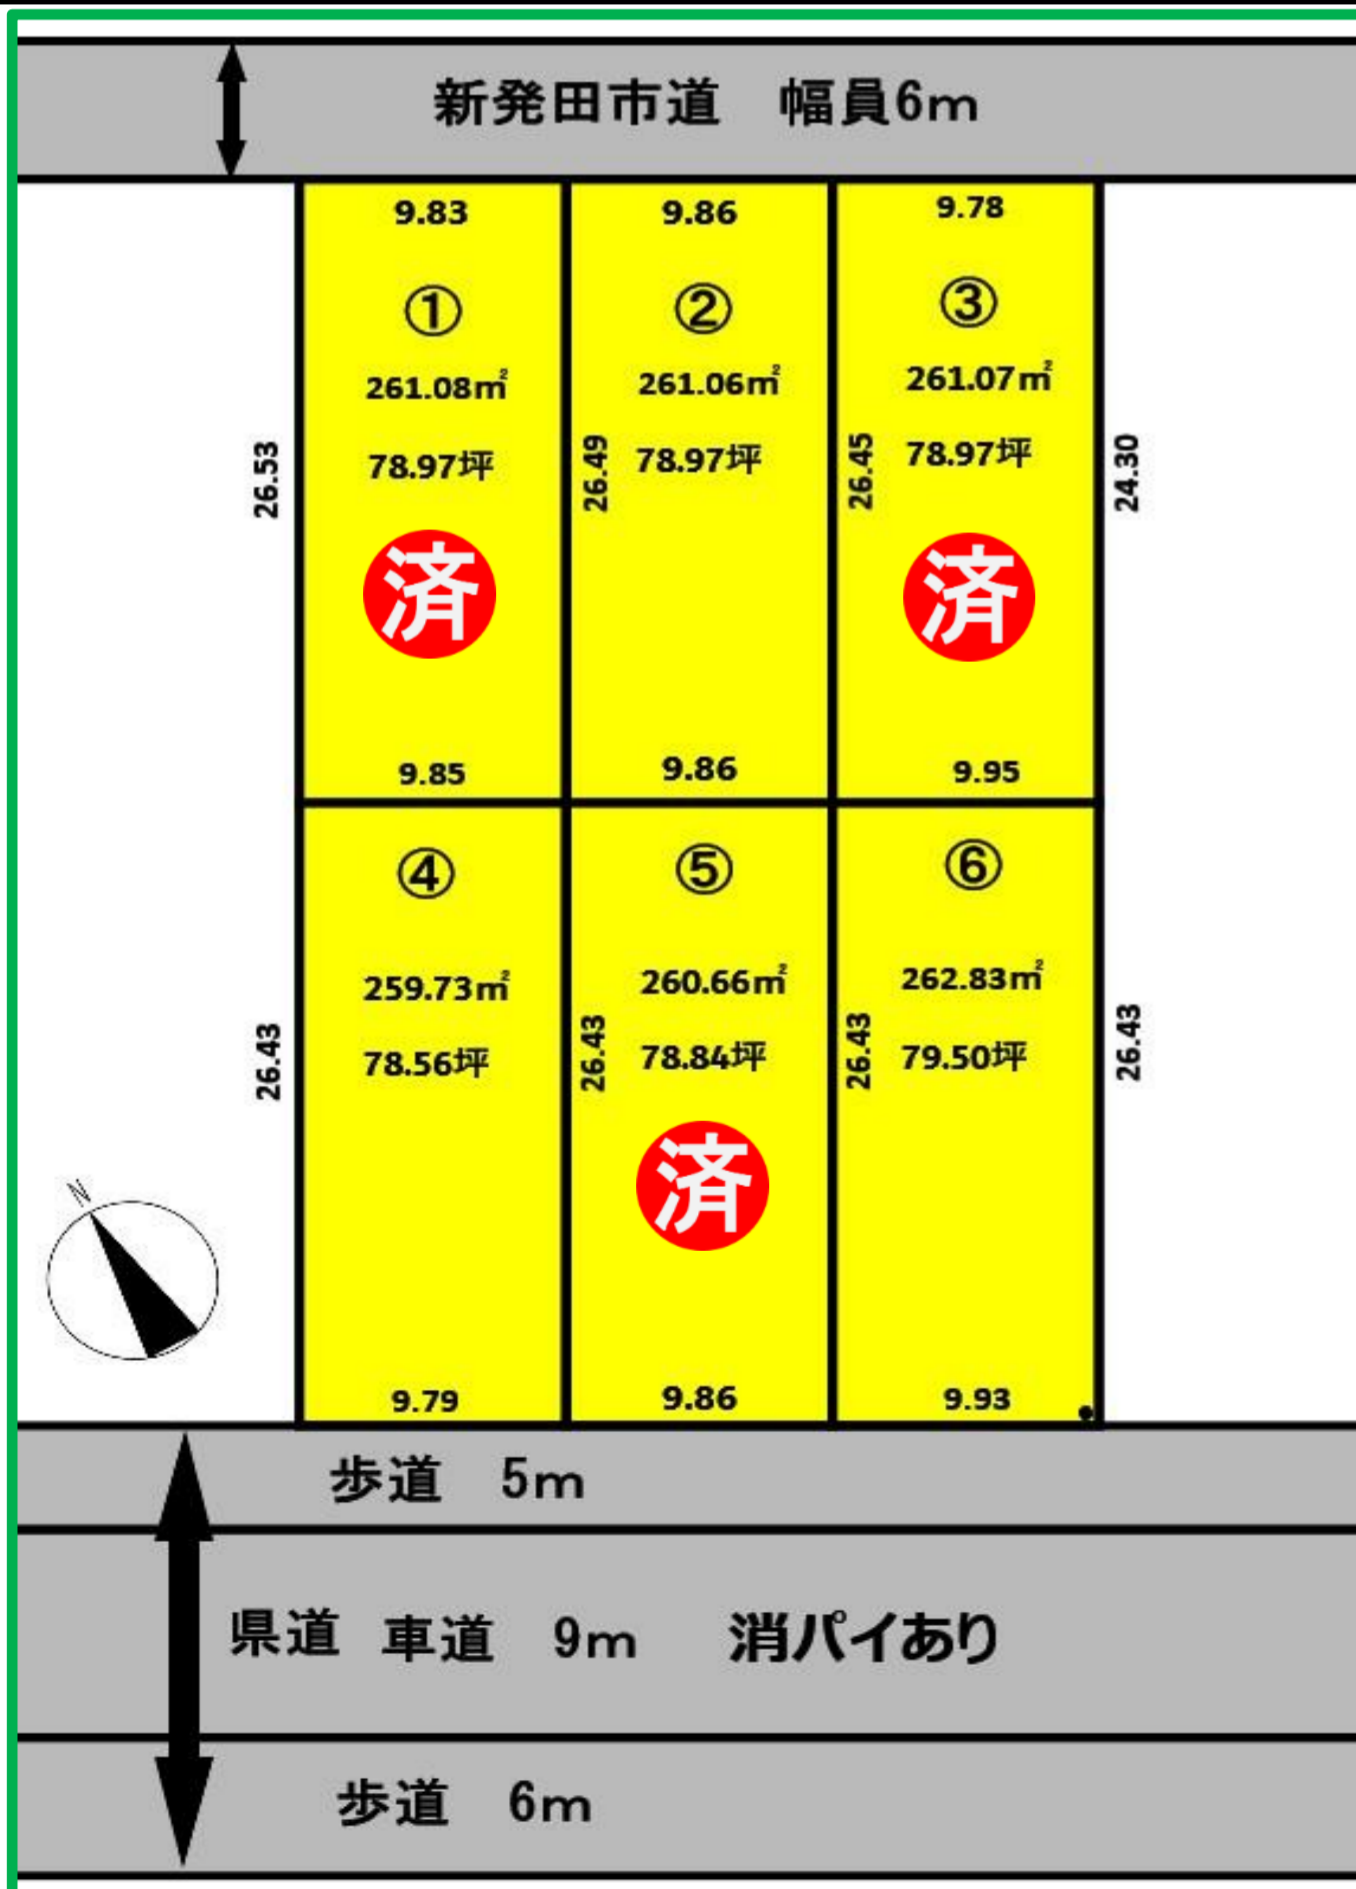 新発田市道　幅員6m
9.83
9.86
9.78
①
②
③
261.08㎡
261.06㎡
261.07㎡
78.97坪
78.97坪
78.97坪
26.53
26.49
26.45
24.30
済
済
9.85
9.86
9.95
④
⑤
⑥
259.73㎡
260.66㎡
262.83㎡
78.56坪
78.84坪
79.50坪
26.43
26.43
26.43
26.43
済
N
9.79
9.86
9.93
歩道　5m
県道 車道　9m　消パイあり
歩道　6m